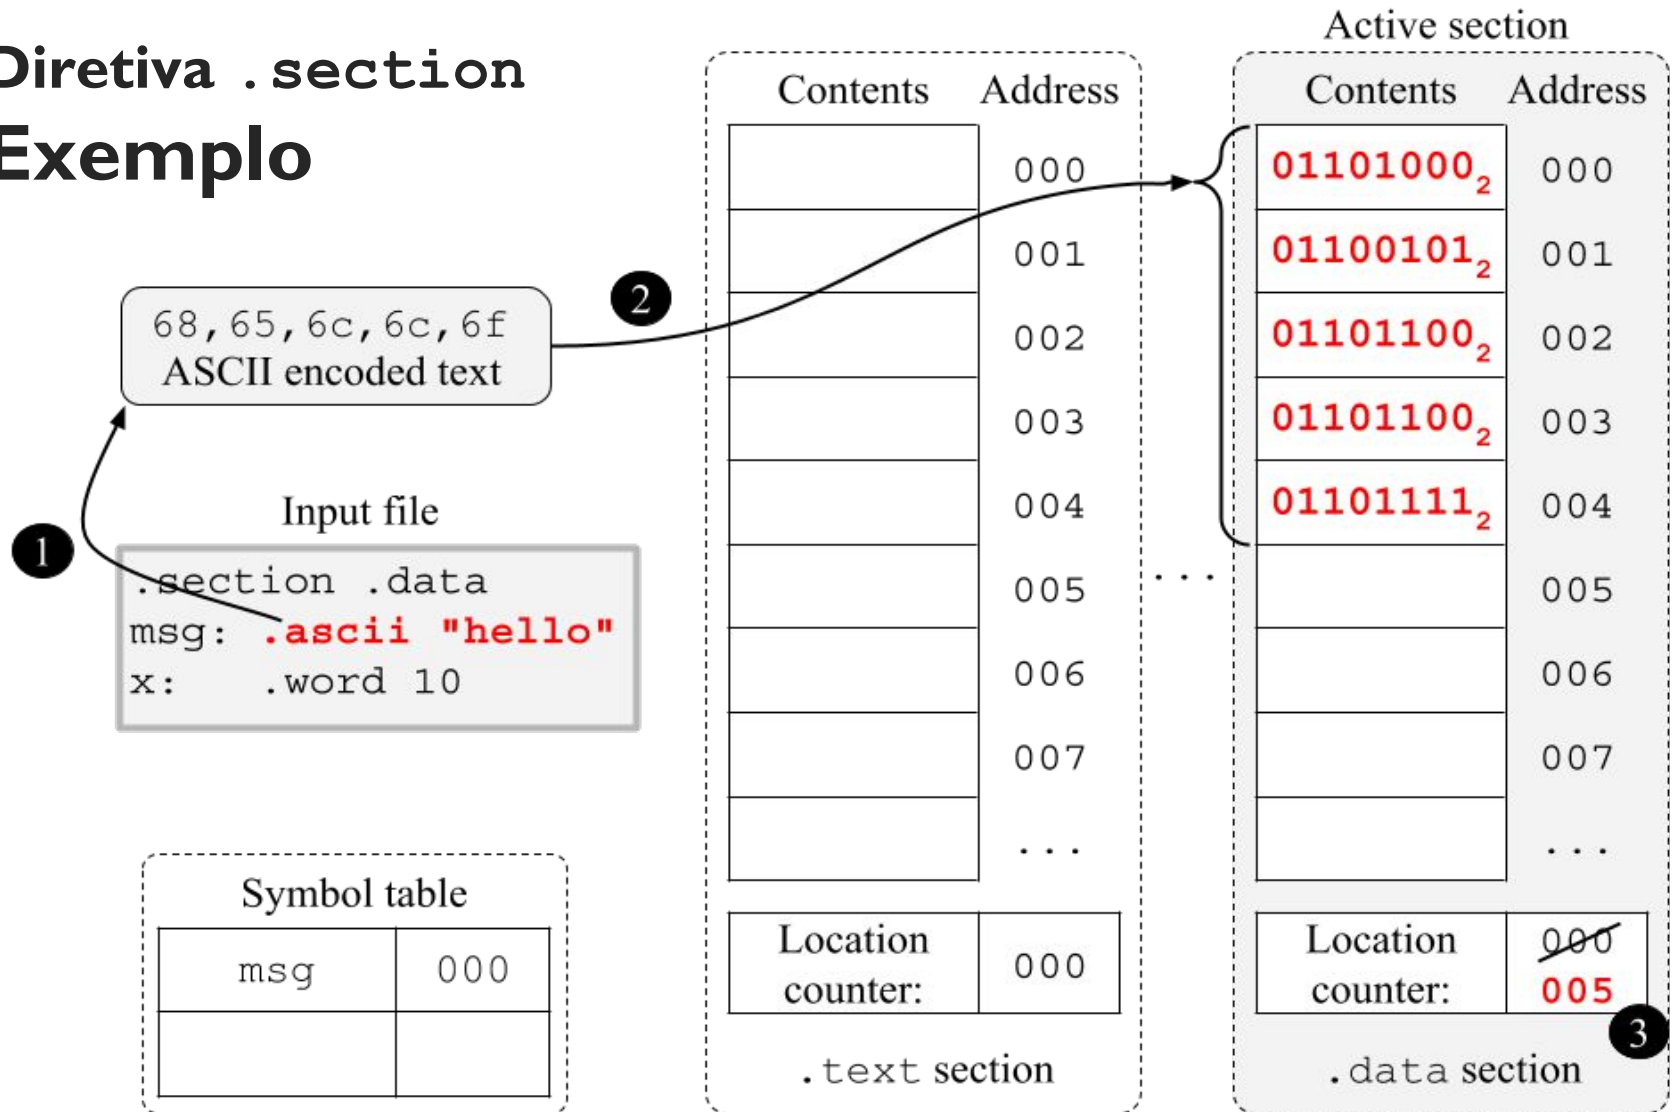 Diretiva .section
Exemplo
68,65,6c,6c,6f
ASCII encoded text
2
1
Input file
.section .data
msg: .ascii "hello"
x: .word 10
Symbol table
msg 000
Contents Address
000
001
002
003
004
005
006
007
...
Location
counter:
000
.text section
...
Active section
Contents Address
01101000₂ 000
01100101₂ 001
01101100₂ 002
01101100₂ 003
01101111₂ 004
005
006
007
...
Location
counter:
000
005
3
.data section